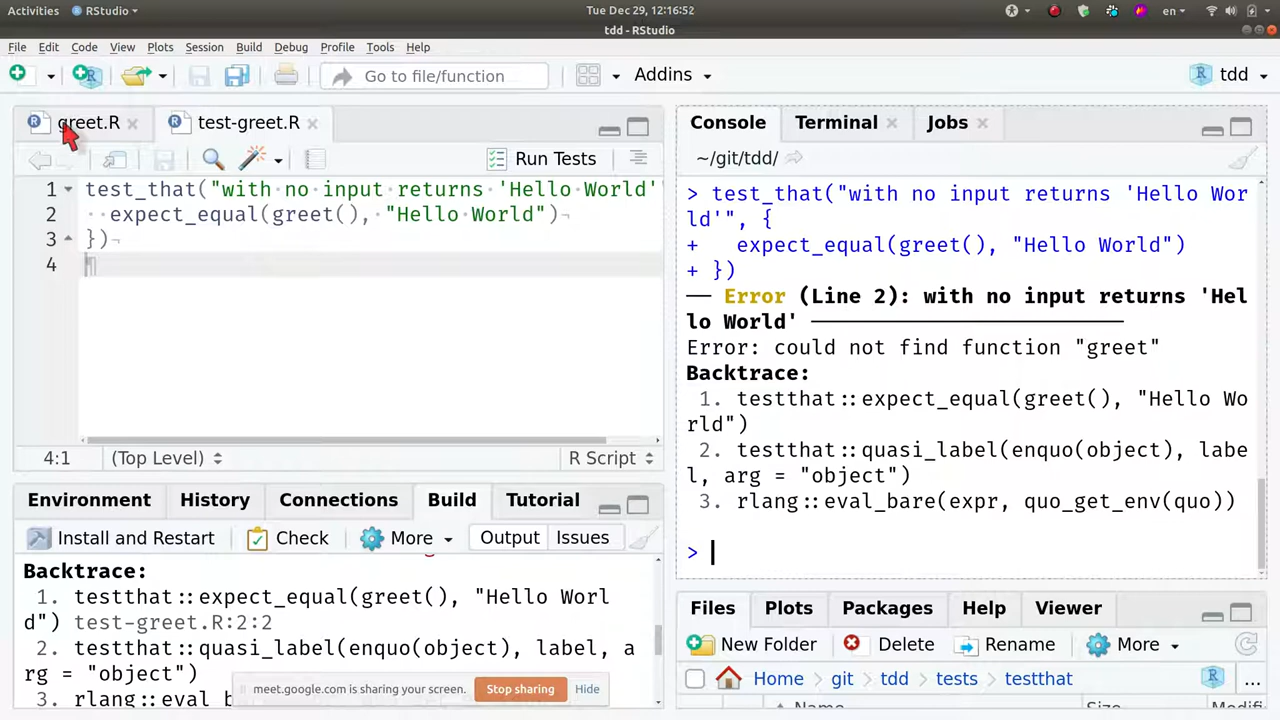 Activities RStudio Tue Dec 29, 12:16:52 en
tdd - RStudio
File Edit Code View Plots Session Build Debug Profile Tools Help
Go to file/function Addins tdd
greet.R test-greet.R
Run Tests
1 test_that("with no input returns 'Hello World'
2 expect_equal(greet(), "Hello World")
3 })
4
4:1 (Top Level) R Script
Console Terminal Jobs
~/git/tdd/
> test_that("with no input returns 'Hello Wor
ld'", {
+ expect_equal(greet(), "Hello World")
+ })
── Error (Line 2): with no input returns 'Hel
lo World' ─────────────────────────
Error: could not find function "greet"
Backtrace:
1. testthat::expect_equal(greet(), "Hello Wo
rld")
2. testthat::quasi_label(enquo(object), labe
l, arg = "object")
3. rlang::eval_bare(expr, quo_get_env(quo))
>
Environment History Connections Build Tutorial
Install and Restart Check More Output Issues
Backtrace:
1. testthat::expect_equal(greet(), "Hello Worl
d") test-greet.R:2:2
2. testthat::quasi_label(enquo(object), label, a
rg = "object")
3. rlang::eval_b
meet.google.com is sharing your screen. Stop sharing Hide
Files Plots Packages Help Viewer
New Folder Delete Rename More
Home git tdd tests testthat ...
Name Size Modifi